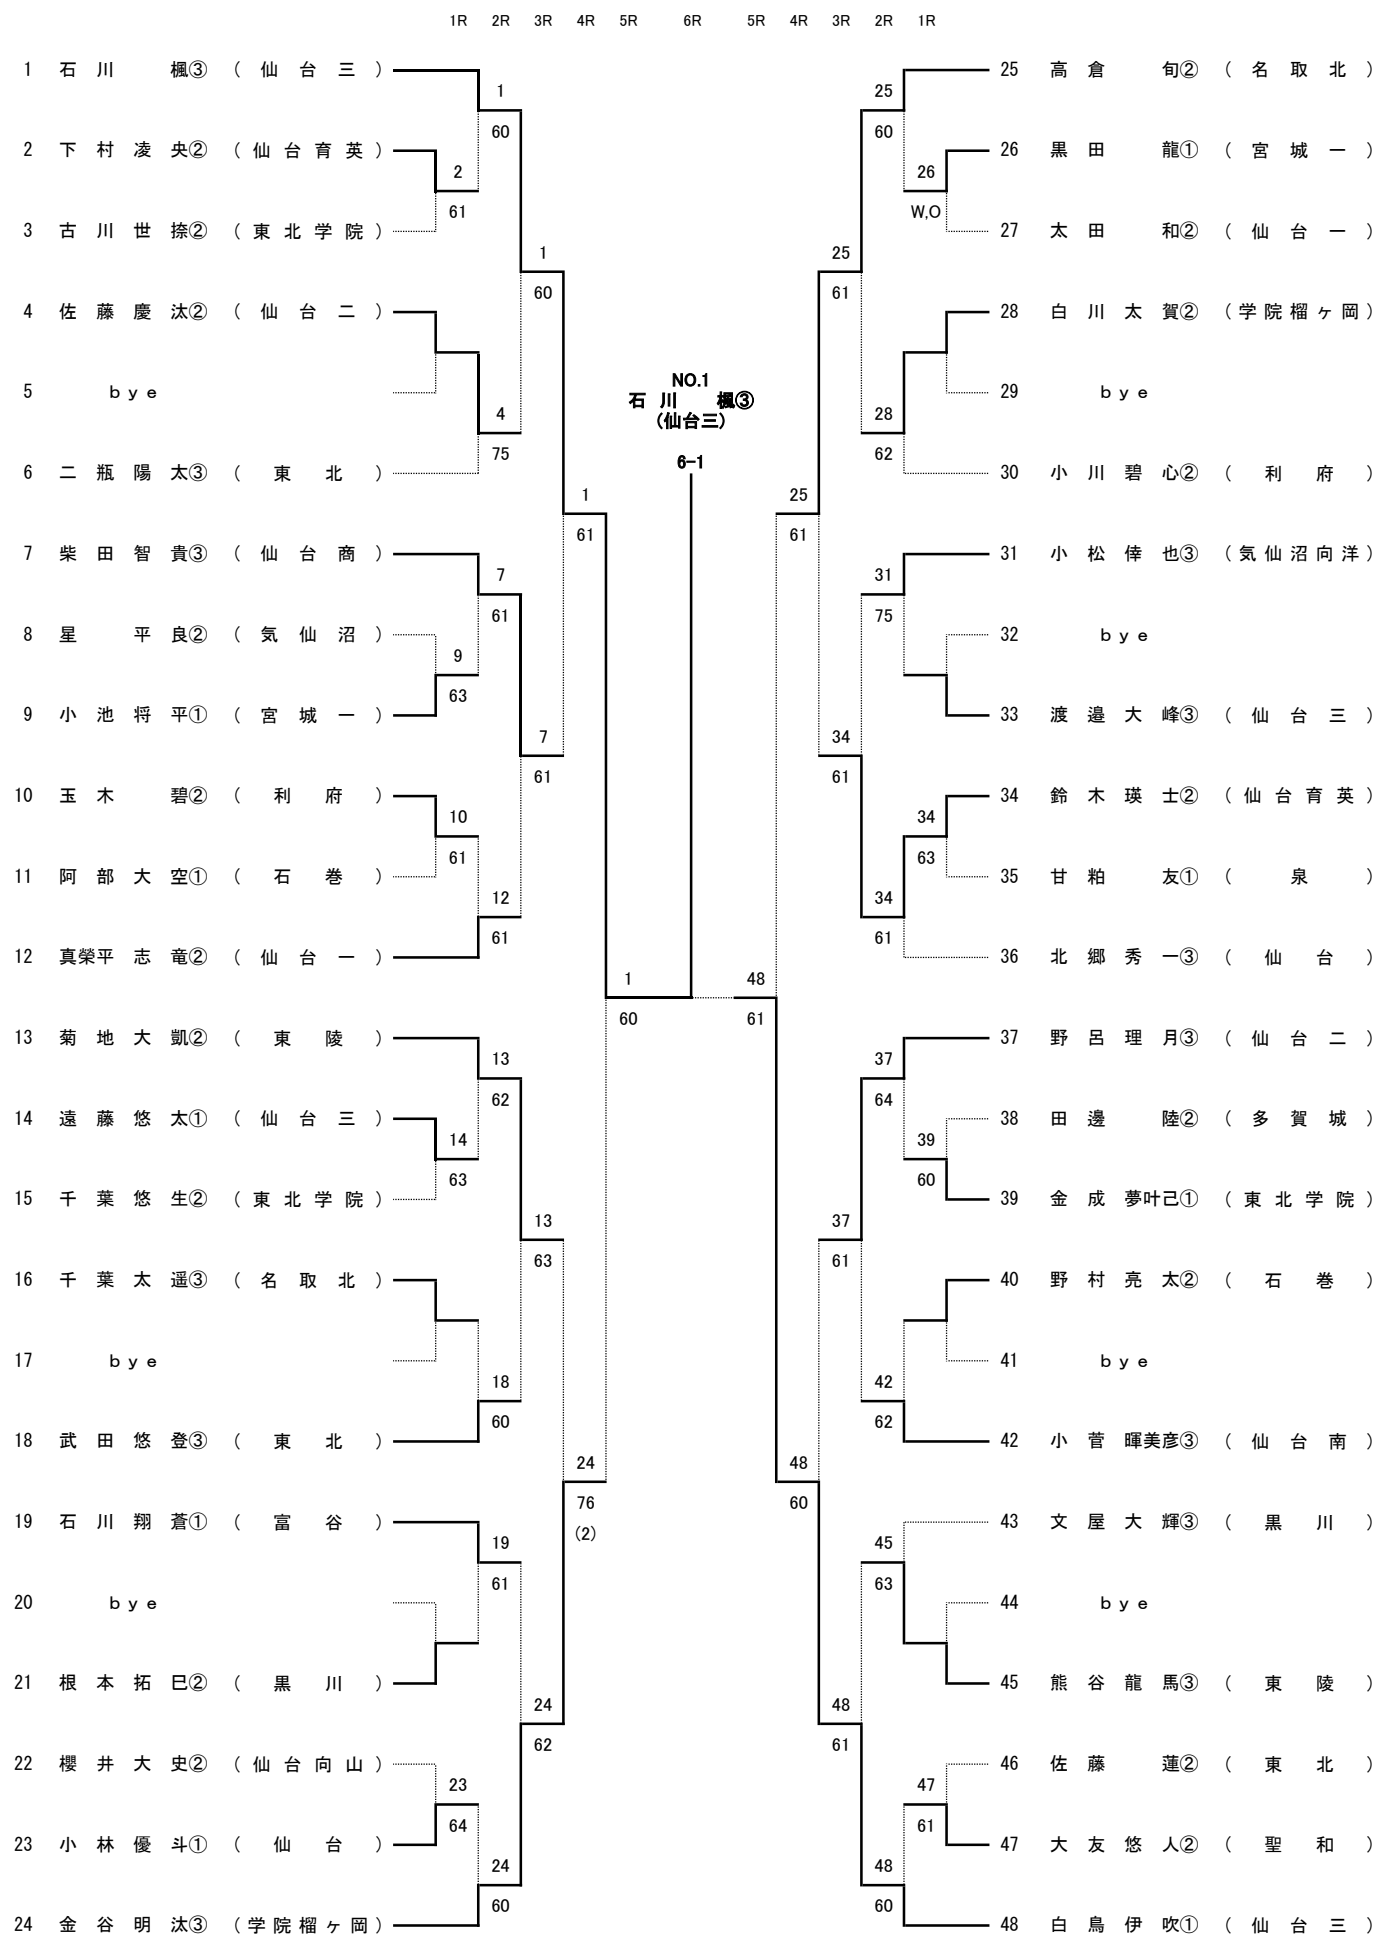 1R 2R 3R 4R 5R 6R 5R 4R 3R 2R 1R
1 石川 楓③ (仙台三)
1
60
2 下村凌央② (仙台育英)
2
61
3 古川世捺② (東北学院)
1
60
4 佐藤慶汰② (仙台二)
5 bye
4
75
6 二瓶陽太③ (東北)
1
61
7 柴田智貴③ (仙台商)
7
61
8 星 平良② (気仙沼)
9
63
9 小池将平① (宮城一)
7
61
10 玉木 碧② (利府)
10
61
11 阿部大空① (石巻)
12
61
12 真榮平志竜② (仙台一)
1
60
13 菊地大凱② (東陵)
13
62
14 遠藤悠太① (仙台三)
14
63
15 千葉悠生② (東北学院)
13
63
16 千葉太遥③ (名取北)
17 bye
18
60
18 武田悠登③ (東北)
24
76
(2)
19 石川翔蒼① (富谷)
19
61
20 bye
21 根本拓巳② (黒川)
24
62
22 櫻井大史② (仙台向山)
23
64
23 小林優斗① (仙台)
24
60
24 金谷明汰③ (学院榴ヶ岡)
NO.1
石川 楓③
(仙台三)
6-1
25 高倉 旬② (名取北)
25
60
26 黒田 龍① (宮城一)
26
W,O
27 太田 和② (仙台一)
25
61
28 白川太賀② (学院榴ヶ岡)
29 bye
28
62
30 小川碧心② (利府)
25
61
31 小松倖也③ (気仙沼向洋)
31
75
32 bye
33 渡邉大峰③ (仙台三)
34
61
34 鈴木瑛士② (仙台育英)
34
63
35 甘粕 友① (泉)
34
61
36 北郷秀一③ (仙台)
48
61
37 野呂理月③ (仙台二)
37
64
38 田邊 陸② (多賀城)
39
60
39 金成夢叶己① (東北学院)
37
61
40 野村亮太② (石巻)
41 bye
42
62
42 小菅暉美彦③ (仙台南)
48
60
43 文屋大輝③ (黒川)
45
63
44 bye
45 熊谷龍馬③ (東陵)
48
61
46 佐藤 蓮② (東北)
47
61
47 大友悠人② (聖和)
48
60
48 白鳥伊吹① (仙台三)